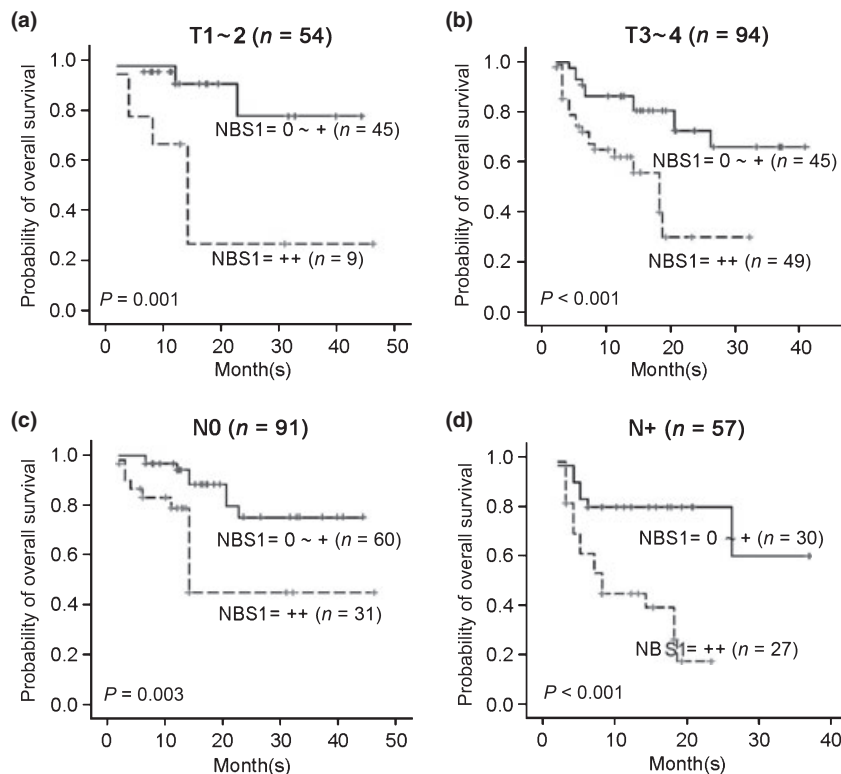 (a)
T1~2 (n = 54)
Probability of overall survival
1.0
0.8
0.6
0.4
0.2
0.0
NBS1= 0 ~ + (n = 45)
NBS1= ++ (n = 9)
P = 0.001
0 10 20 30 40 50
Month(s)
(b)
T3~4 (n = 94)
Probability of overall survival
1.0
0.8
0.6
0.4
0.2
0.0
NBS1= 0 ~ + (n = 45)
NBS1= ++ (n = 49)
P < 0.001
0 10 20 30 40
Month(s)
(c)
N0 (n = 91)
Probability of overall survival
1.0
0.8
0.6
0.4
0.2
0.0
NBS1= 0 ~ + (n = 60)
NBS1= ++ (n = 31)
P = 0.003
0 10 20 30 40 50
Month(s)
(d)
N+ (n = 57)
Probability of overall survival
1.0
0.8
0.6
0.4
0.2
0.0
NBS1= 0 ~ + (n = 30)
NBS1= ++ (n = 27)
P < 0.001
0 10 20 30 40
Month(s)